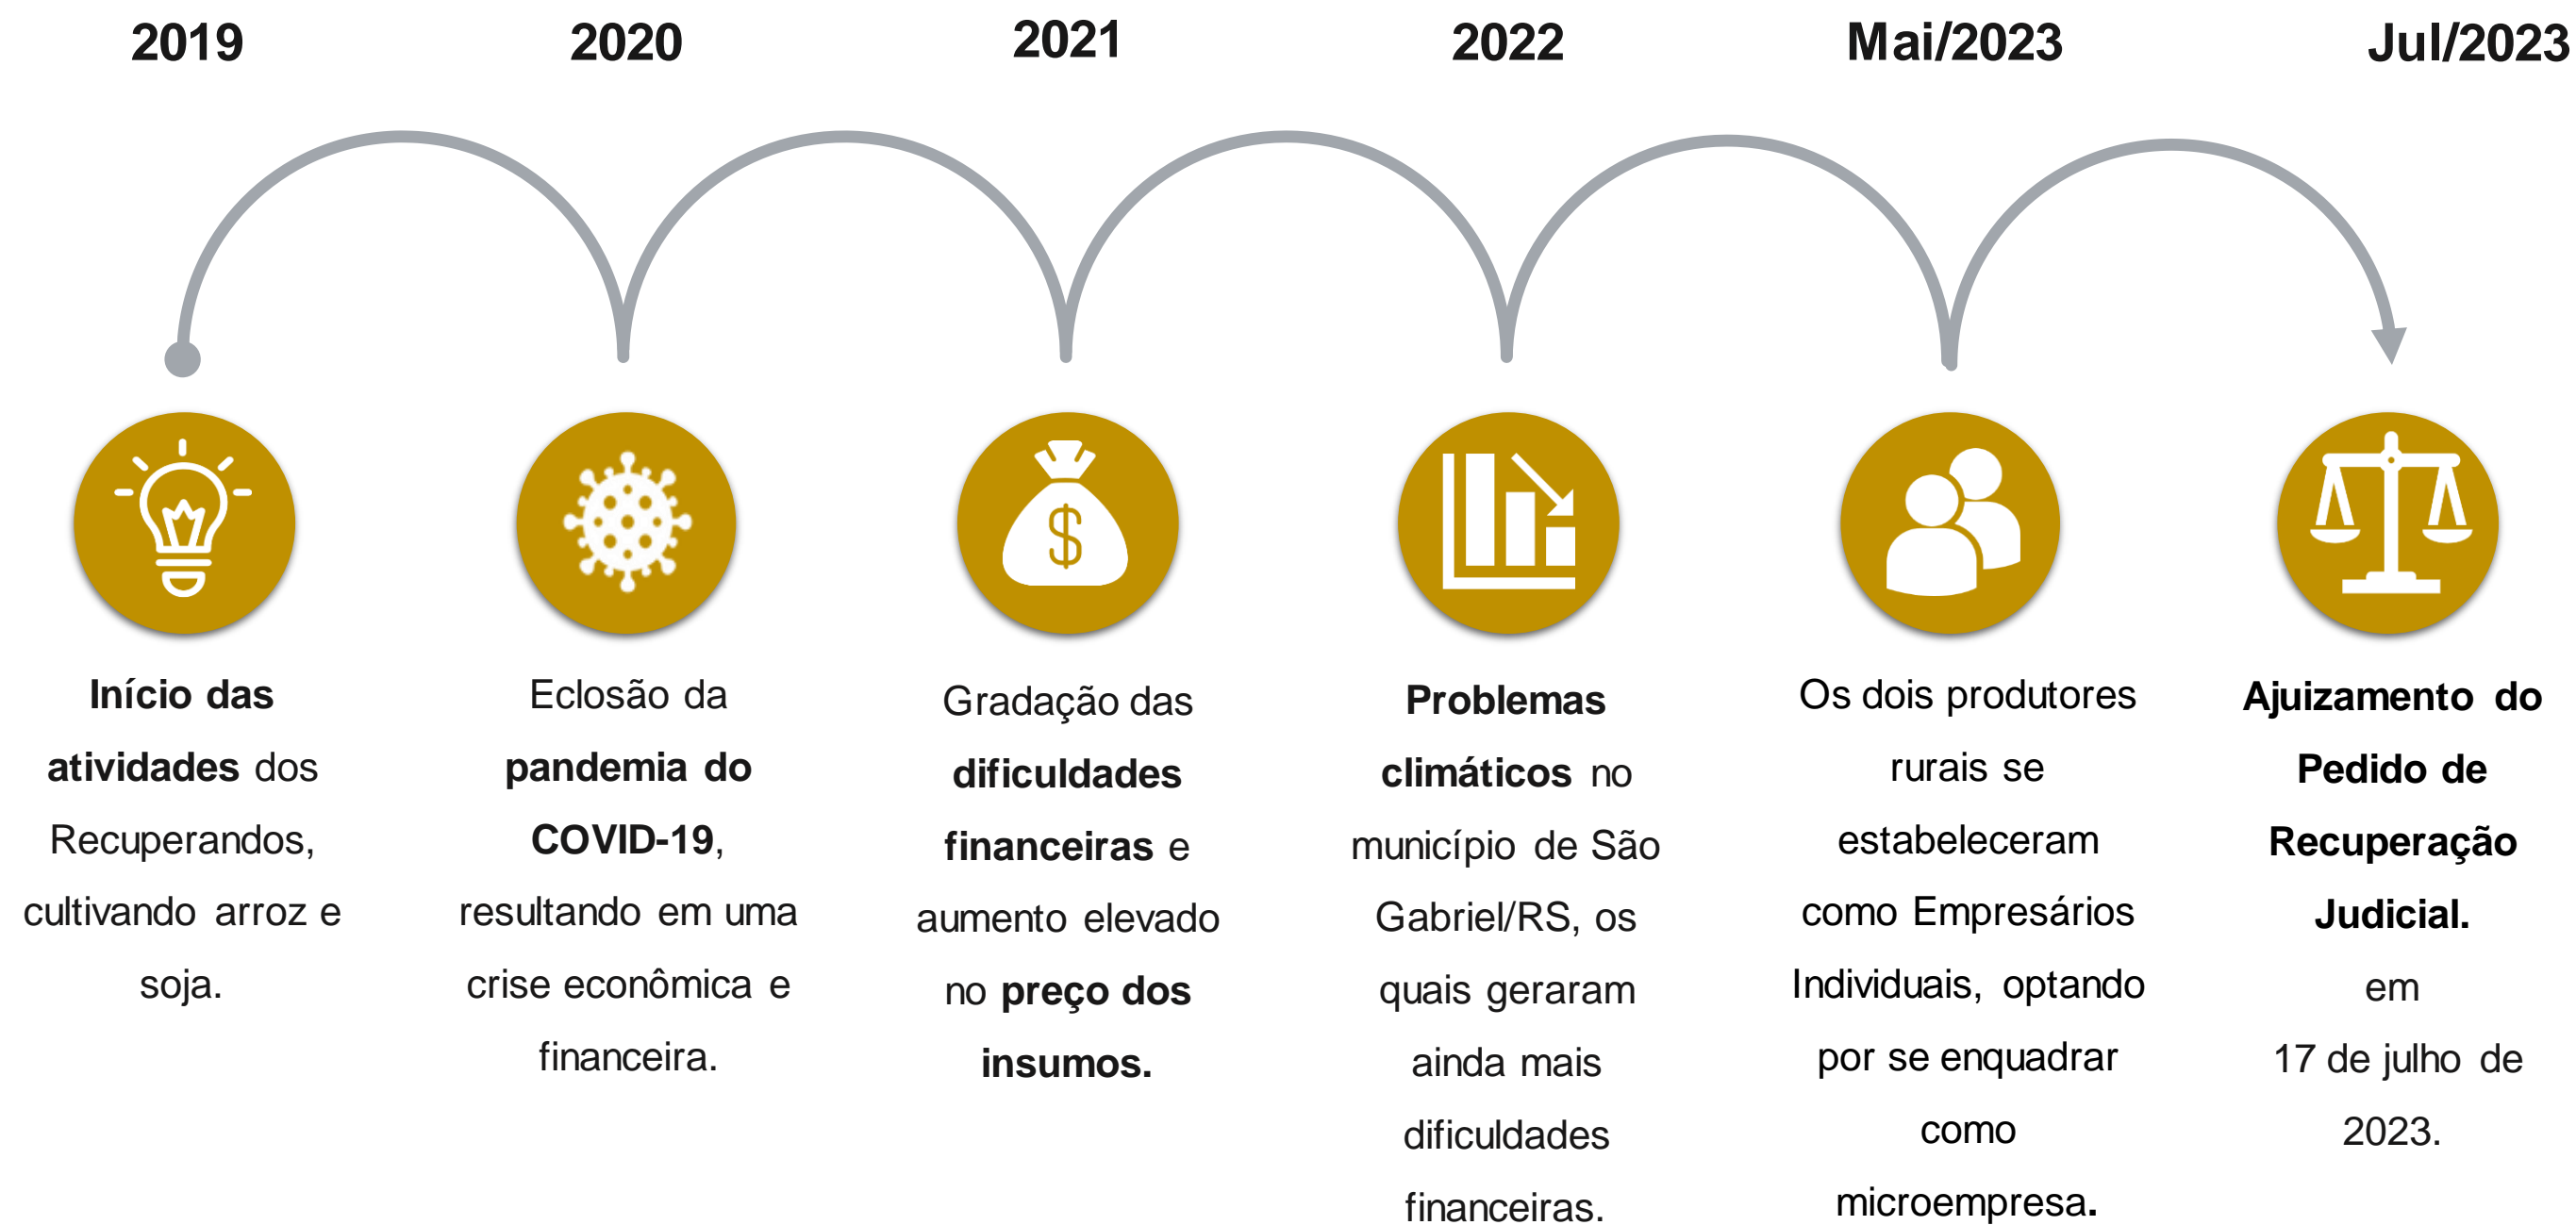 2019
2020
2021
2022
Mai/2023
Jul/2023
Início das
atividades dos
Recuperandos,
cultivando arroz e
soja.
Eclosão da
pandemia do
COVID-19,
resultando em uma
crise econômica e
financeira.
Gradação das
dificuldades
financeiras e
aumento elevado
no preço dos
insumos.
Problemas
climáticos no
município de São
Gabriel/RS, os
quais geraram
ainda mais
dificuldades
financeiras.
Os dois produtores
rurais se
estabeleceram
como Empresários
Individuais, optando
por se enquadrar
como
microempresa.
Ajuizamento do
Pedido de
Recuperação
Judicial.
em
17 de julho de
2023.
$